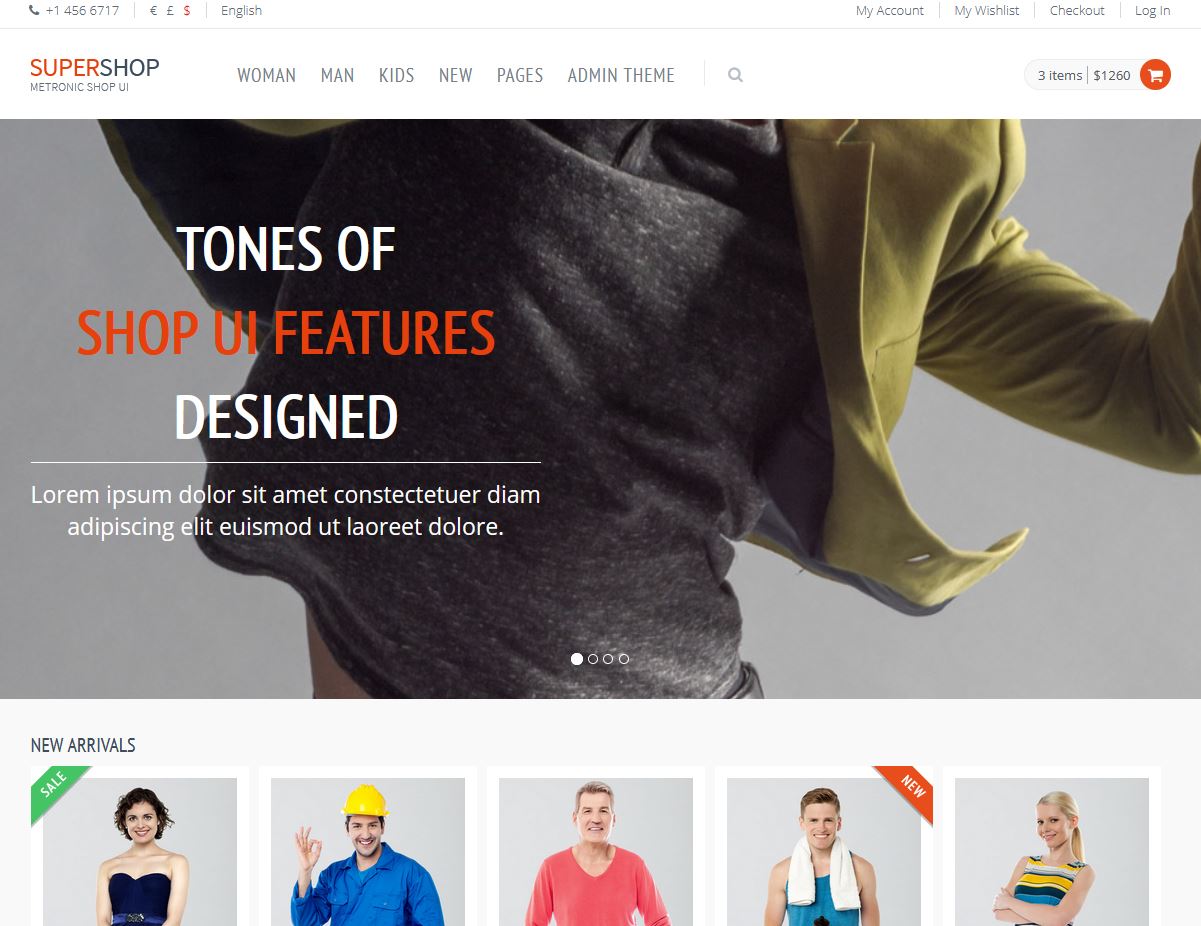 +1 456 6717 € £ $ English My Account My Wishlist Checkout Log In
SUPERSHOP
METRONIC SHOP UI
WOMAN MAN KIDS NEW PAGES ADMIN THEME
3 items $1260
TONES OF
SHOP UI FEATURES
DESIGNED
Lorem ipsum dolor sit amet constectetuer diam
adipiscing elit euismod ut laoreet dolore.
NEW ARRIVALS
SALE
NEW